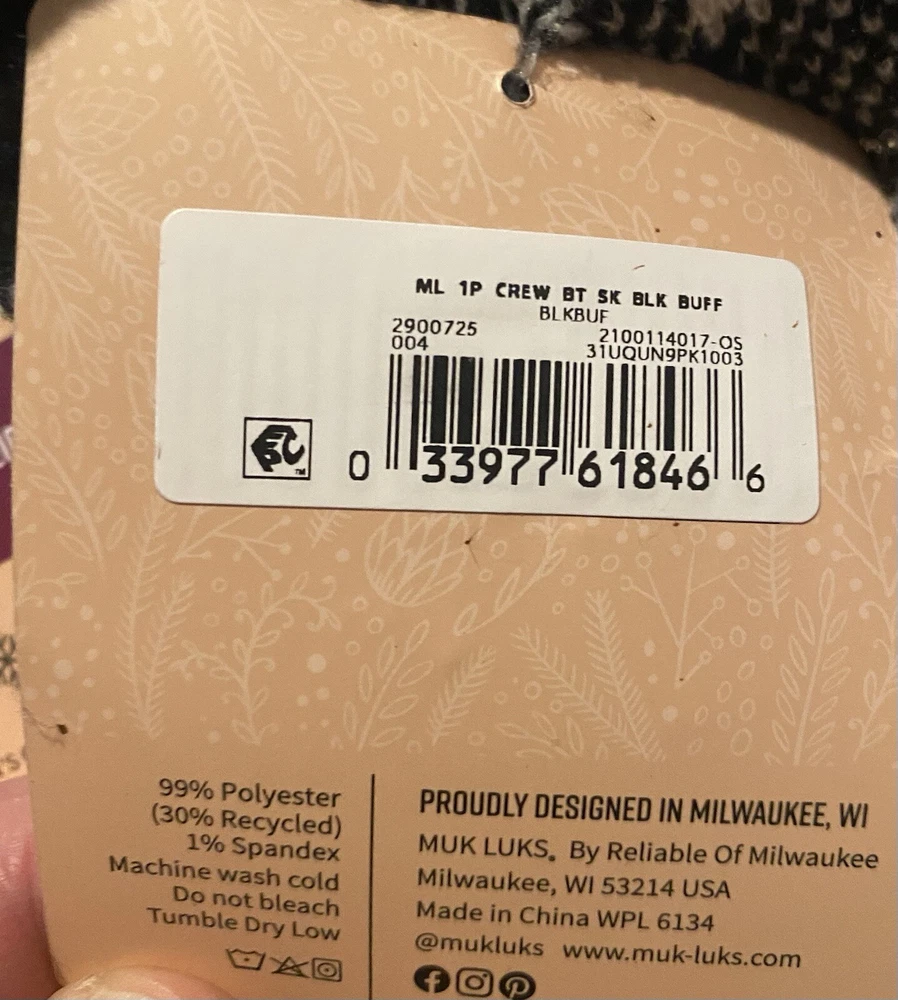 ML 1P CREW BT SK BLK BUFF
BLKBUF
2900725 2100114017-OS
004 31UQUN9PK1003
0 33977 61846 6
99% Polyester
(30% Recycled)
1% Spandex
Machine wash cold
Do not bleach
Tumble Dry Low
PROUDLY DESIGNED IN MILWAUKEE, WI
MUK LUKS® By Reliable Of Milwaukee
Milwaukee, WI 53214 USA
Made in China WPL 6134
@mukluks www.muk-luks.com